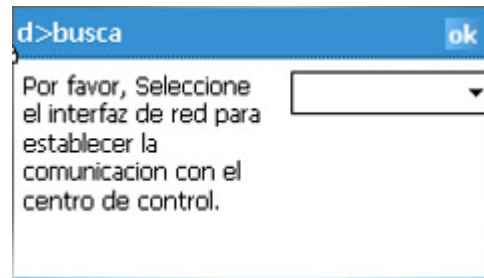 d>busca
ok
Por favor, Seleccione
el interfaz de red para
establecer la
comunicacion con el
centro de control.